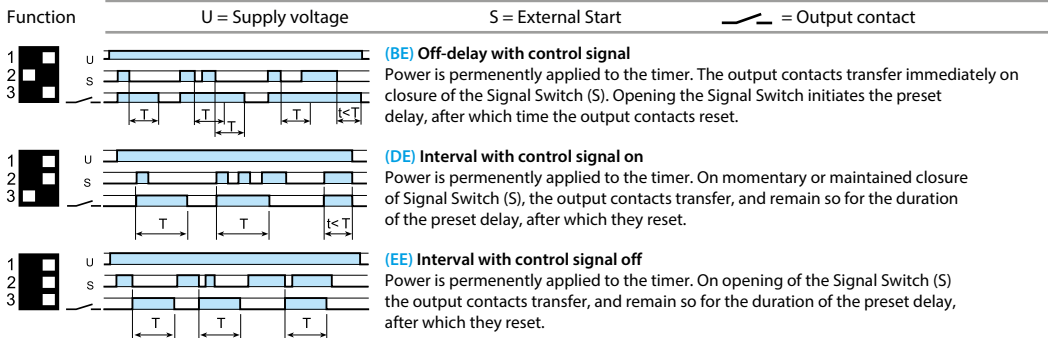 Function U = Supply voltage S = External Start = Output contact
1
2
3
U
S
T
T
T
T
t<T
(BE) Off-delay with control signal
Power is permenently applied to the timer. The output contacts transfer immediately on
closure of the Signal Switch (S). Opening the Signal Switch initiates the preset
delay, after which time the output contacts reset.
1
2
3
U
S
T
T
t< T
(DE) Interval with control signal on
Power is permenently applied to the timer. On momentary or maintained closure
of Signal Switch (S), the output contacts transfer, and remain so for the duration
of the preset delay, after which they reset.
1
2
3
U
S
T
T
T
(EE) Interval with control signal off
Power is permenently applied to the timer. On opening of the Signal Switch (S)
the output contacts transfer, and remain so for the duration of the preset delay,
after which they reset.